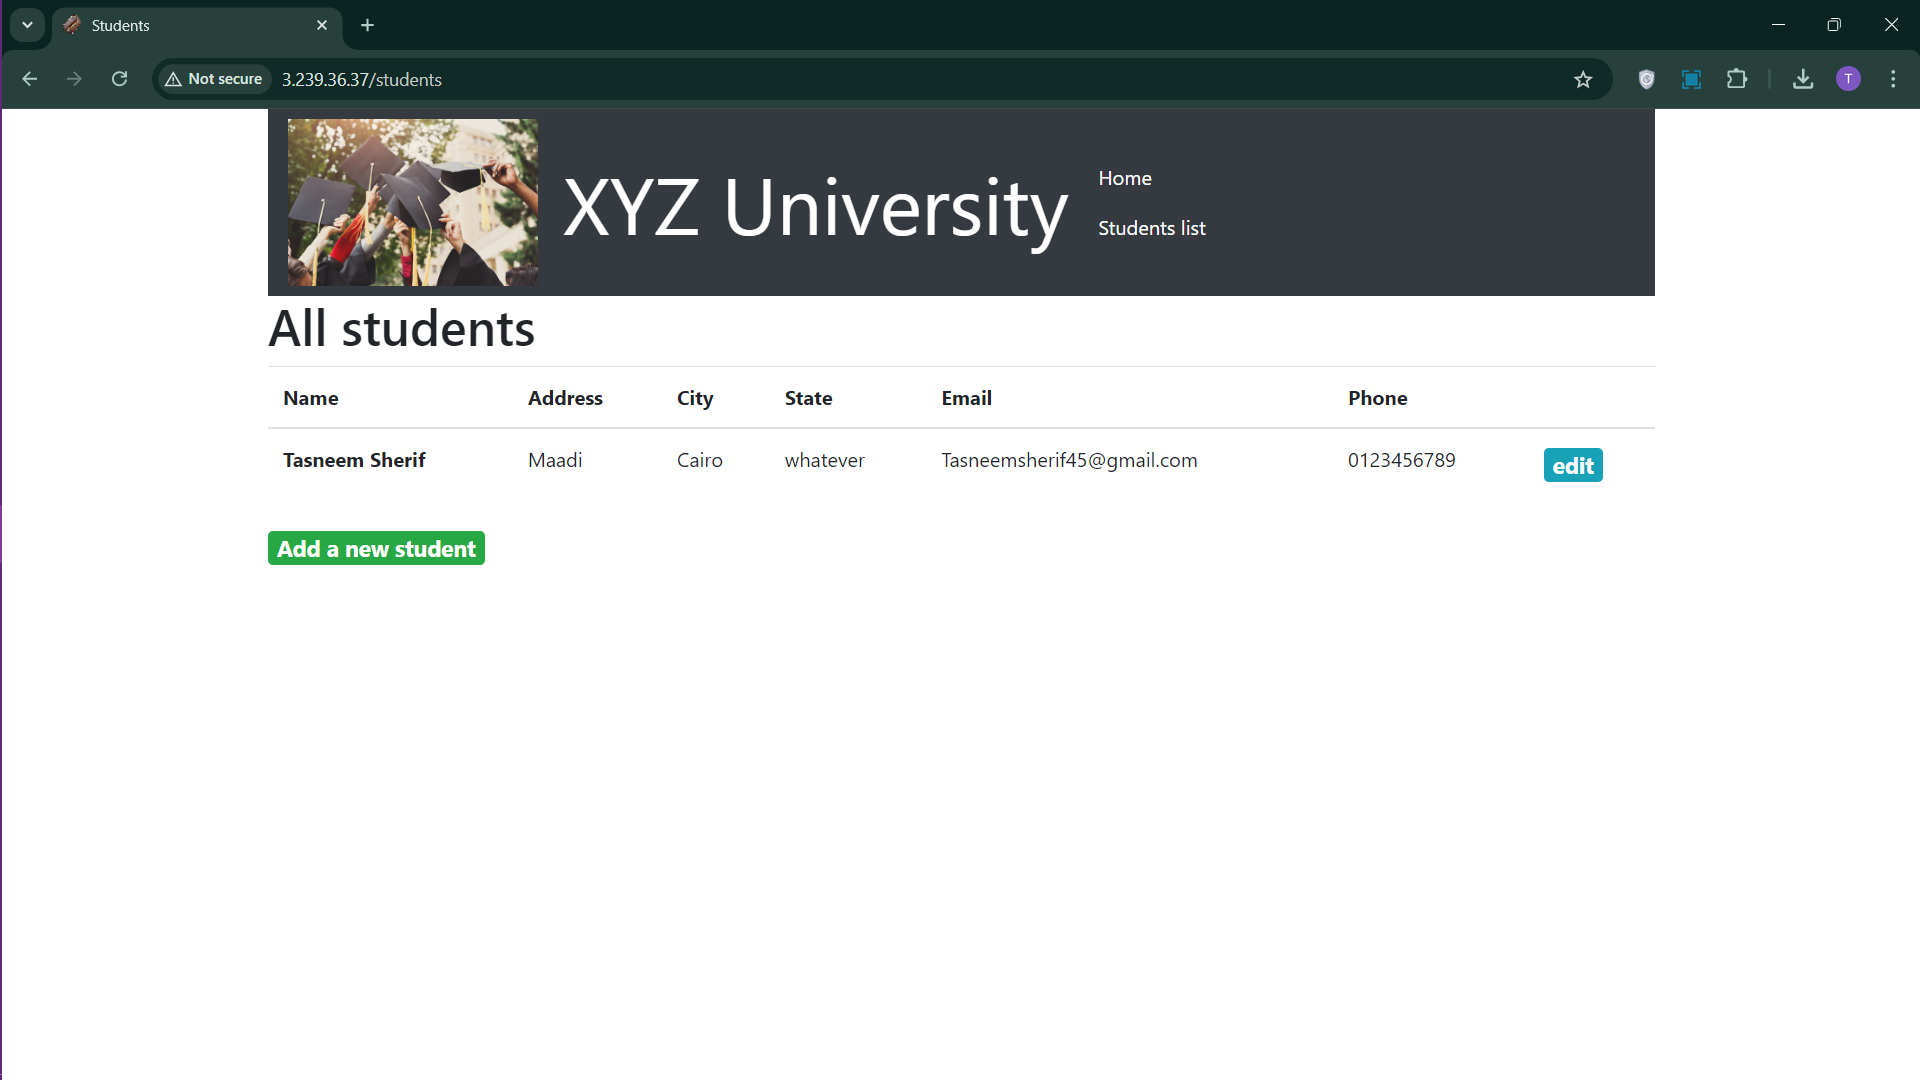 Students
Not secure
3.239.36.37/students
T
XYZ University
Home
Students list
All students
Name Address City State Email Phone
Tasneem Sherif Maadi Cairo whatever Tasneemsherif45@gmail.com 0123456789 edit
Add a new student